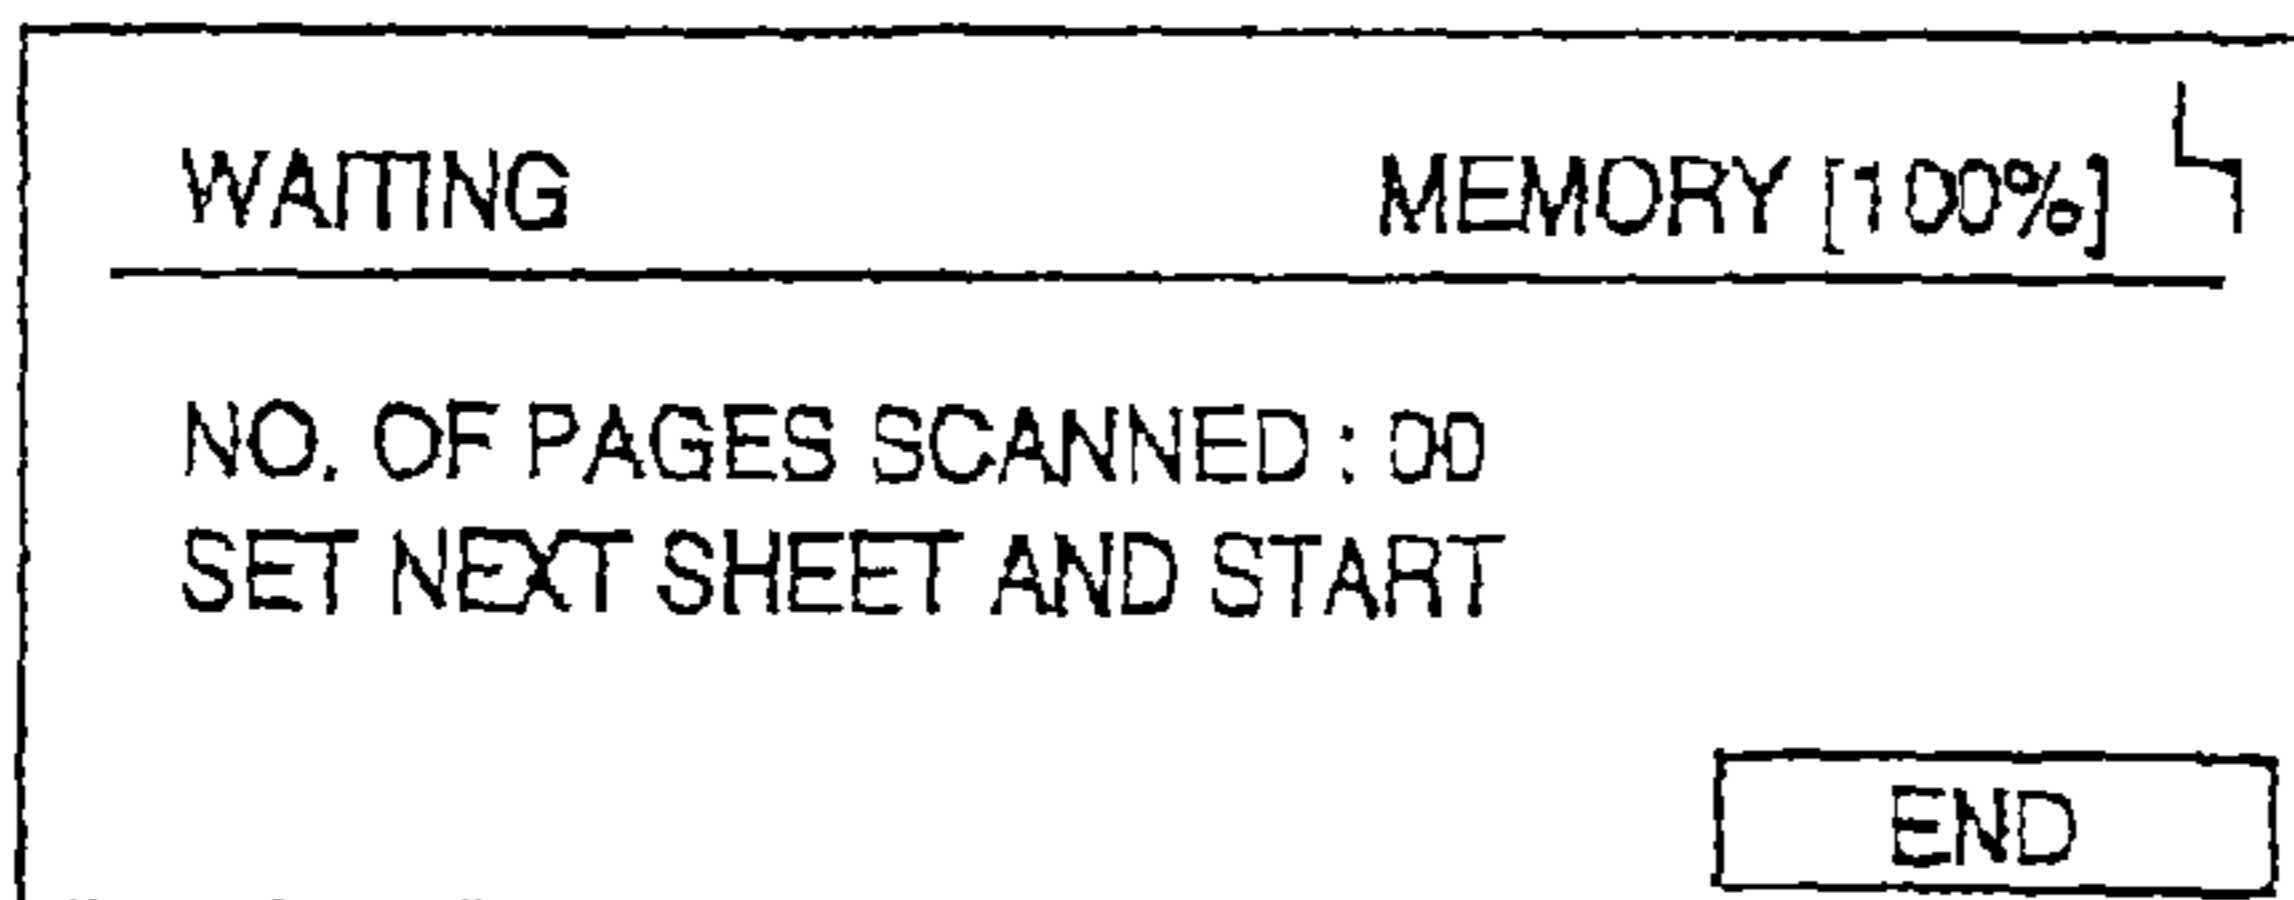 WAITING MEMORY [100%]
NO. OF PAGES SCANNED : 00
SET NEXT SHEET AND START
END